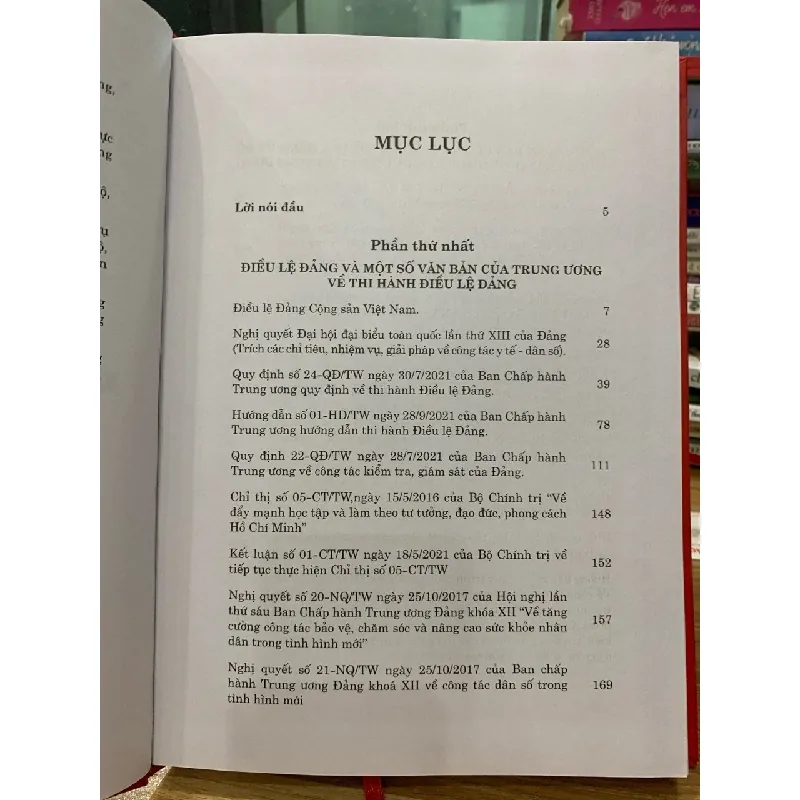 ng,
ực
ng
ộ,
ụ
ộ,
n
g
g
MỤC LỤC
Lời nói đầu 5
Phần thứ nhất
ĐIỀU LỆ ĐẢNG VÀ MỘT SỐ VĂN BẢN CỦA TRUNG ƯƠNG
VỀ THI HÀNH ĐIỀU LỆ ĐẢNG
Điều lệ Đảng Cộng sản Việt Nam. 7
Nghị quyết Đại hội đại biểu toàn quốc lần thứ XIII của Đảng
(Trích các chỉ tiêu, nhiệm vụ, giải pháp về công tác y tế - dân số). 28
Quy định số 24-QĐ/TW ngày 30/7/2021 của Ban Chấp hành
Trung ương quy định về thi hành Điều lệ Đảng. 39
Hướng dẫn số 01-HD/TW ngày 28/9/2021 của Ban Chấp hành
Trung ương hướng dẫn thi hành Điều lệ Đảng. 78
Quy định 22-QĐ/TW ngày 28/7/2021 của Ban Chấp hành
Trung ương về công tác kiểm tra, giám sát của Đảng. 111
Chỉ thị số 05-CT/TW,ngày 15/5/2016 của Bộ Chính trị "Về
đẩy mạnh học tập và làm theo tư tưởng, đạo đức, phong cách
Hồ Chí Minh" 148
Kết luận số 01-CT/TW ngày 18/5/2021 của Bộ Chính trị về
tiếp tục thực hiện Chỉ thị số 05-CT/TW 152
Nghị quyết số 20-NQ/TW ngày 25/10/2017 của Hội nghị lần
thứ sáu Ban Chấp hành Trung ương Đảng khóa XII "Về tăng
cường công tác bảo vệ, chăm sóc và nâng cao sức khỏe nhân
dân trong tình hình mới" 157
Nghị quyết số 21-NQ/TW ngày 25/10/2017 của Ban chấp
hành Trung ương Đảng khoá XII về công tác dân số trong
tình hình mới 169